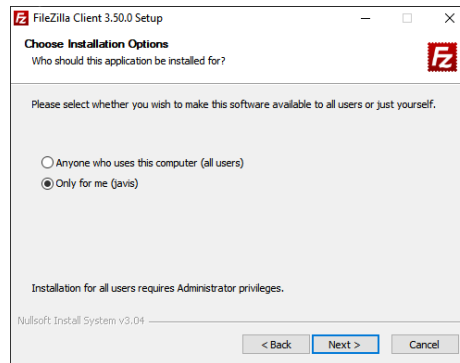 FileZilla Client 3.50.0 Setup
Choose Installation Options
Who should this application be installed for?
Fz
Please select whether you wish to make this software available to all users or just yourself.
Anyone who uses this computer (all users)
Only for me (javis)
Installation for all users requires Administrator privileges.
Nullsoft Install System v3.04
< Back
Next >
Cancel